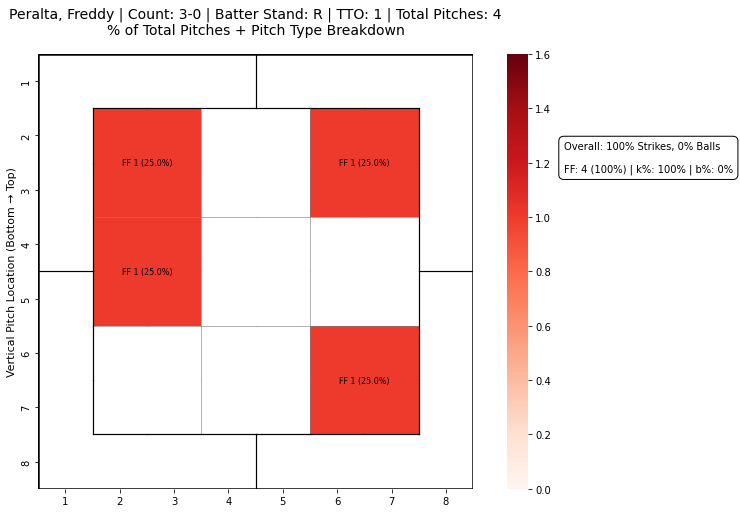 Peralta, Freddy | Count: 3-0 | Batter Stand: R | TTO: 1 | Total Pitches: 4
% of Total Pitches + Pitch Type Breakdown
Vertical Pitch Location (Bottom → Top)
1
2
3
4
5
6
7
8
FF 1 (25.0%)
FF 1 (25.0%)
FF 1 (25.0%)
FF 1 (25.0%)
1
2
3
4
5
6
7
8
1.6
1.4
1.2
1.0
0.8
0.6
0.4
0.2
0.0
Overall: 100% Strikes, 0% Balls
FF: 4 (100%) | k%: 100% | b%: 0%